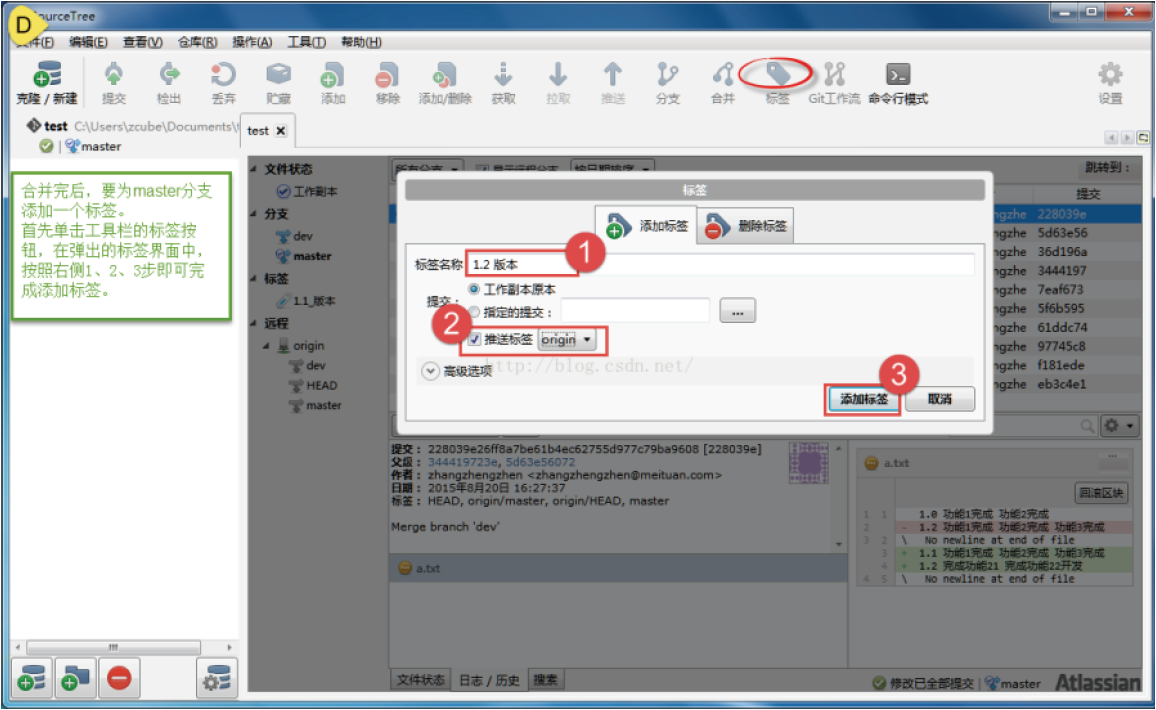 D
SourceTree
文件(F) 编辑(E) 查看(V) 仓库(R) 操作(A) 工具(T) 帮助(H)
克隆 / 新建 提交 检出 丢弃 贮藏 添加 移除 添加/删除 获取 拉取 推送 分支 合并 标签 Git工作流 命令行模式 设置
test C:\Users\zcube\Documents\
master
test
合并完后，要为master分支
添加一个标签。
首先单击工具栏的标签按
钮，在弹出的标签界面中，
按照右侧1、2、3步即可完
成添加标签。
文件状态
工作副本
分支
dev
master
标签
1.1_版本
远程
origin
dev
HEAD
master
所有分支 显示远程分支 按日期排序 跳转到：
提交
ngzhe 228039e
ngzhe 5d63e56
ngzhe 36d196a
ngzhe 3444197
ngzhe 7eaf673
ngzhe 5f6b595
ngzhe 61ddc74
ngzhe 97745c8
ngzhe f181ede
ngzhe eb3c4e1
标签
添加标签 删除标签
1
标签名称 1.2 版本
提交： 工作副本原本
指定的提交： ...
2
推送标签 origin
http://blog.csdn.net/
高级选项
3
添加标签 取消
提交： 228039e26ff8a7be61b4ec62755d977c79ba9608 [228039e]
父级： 344419723e, 5d63e56072
作者： zhangzhengzhen <zhangzhengzhen@meituan.com>
日期： 2015年8月20日 16:27:37
标签： HEAD, origin/master, origin/HEAD, master
Merge branch 'dev'
a.txt
a.txt
回滚区块
1 1 1.0 功能1完成 功能2完成
2 - 1.2 功能1完成 功能2完成 功能3完成
3 2 \ No newline at end of file
3 + 1.1 功能1完成 功能2完成 功能3完成
4 + 1.2 完成功能21 完成功能22开发
4 5 \ No newline at end of file
文件状态 日志 / 历史 搜索
修改已全部提交 master Atlassian